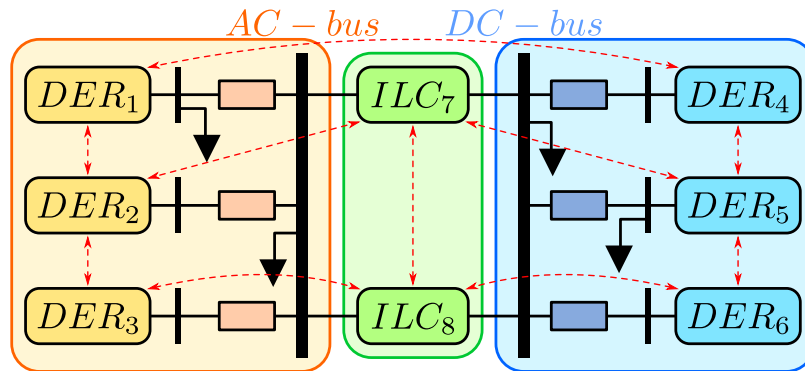 AC − bus DC − bus
DER₁ ILC₇ DER₄
DER₂ DER₅
DER₃ ILC₈ DER₆